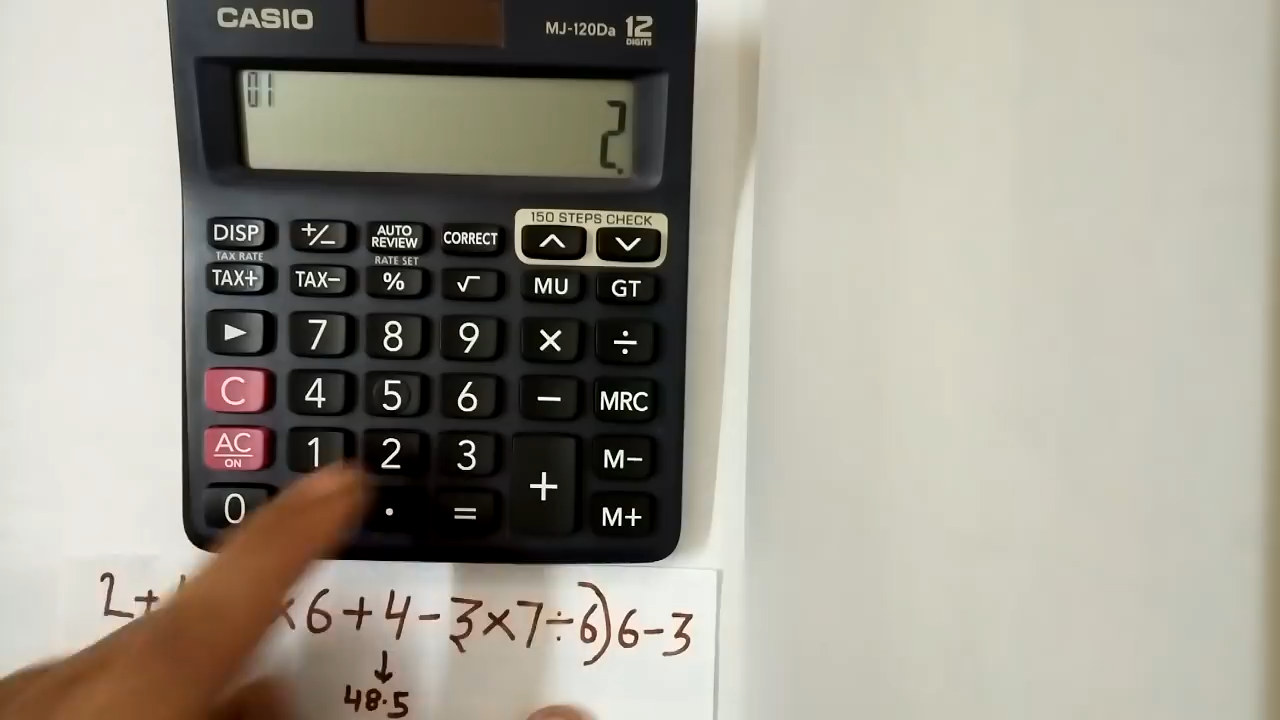 CASIO MJ-120Da 12 DIGITS
01
2.
150 STEPS CHECK
DISP +/− AUTO REVIEW CORRECT
TAX RATE RATE SET
TAX+ TAX− % √ MU GT
7 8 9 × ÷
C 4 5 6 − MRC
AC ON 1 2 3 + M−
0 . = M+
2+ ×6+4-3×7÷6)6-3
↓
48.5